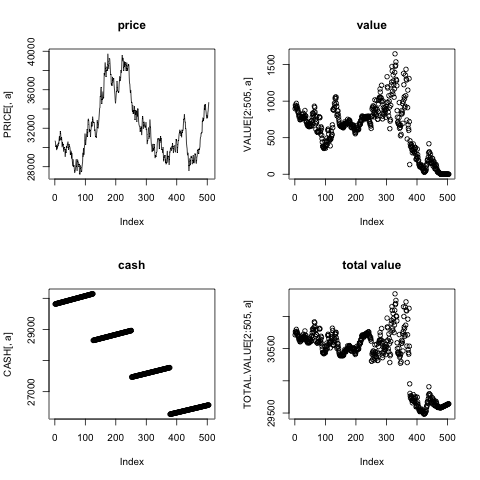 price
PRICE[, a]
28000 32000 36000 40000
0 100 200 300 400 500
Index
value
VALUE[2:505, a]
0 500 1000 1500
0 100 200 300 400 500
Index
cash
CASH[, a]
27000 29000
0 100 200 300 400 500
Index
total value
TOTAL.VALUE[2:505, a]
29500 30500
0 100 200 300 400 500
Index